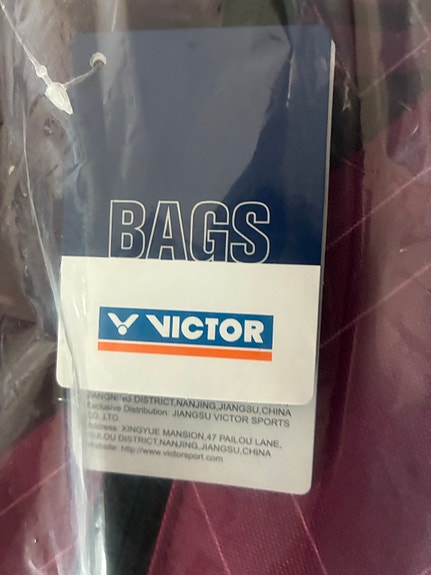 BAGS
VICTOR
DISTRICT,NANJING,JIANGSU,CHINA
Exclusive Distribution: JIANGSU VICTOR SPORTS
CO.,LTD
Address: XINGYUE MANSION,47 PAILOU LANE,
GULOU DISTRICT,NANJING,JIANGSU,CHINA
Website: http://www.victorsport.com